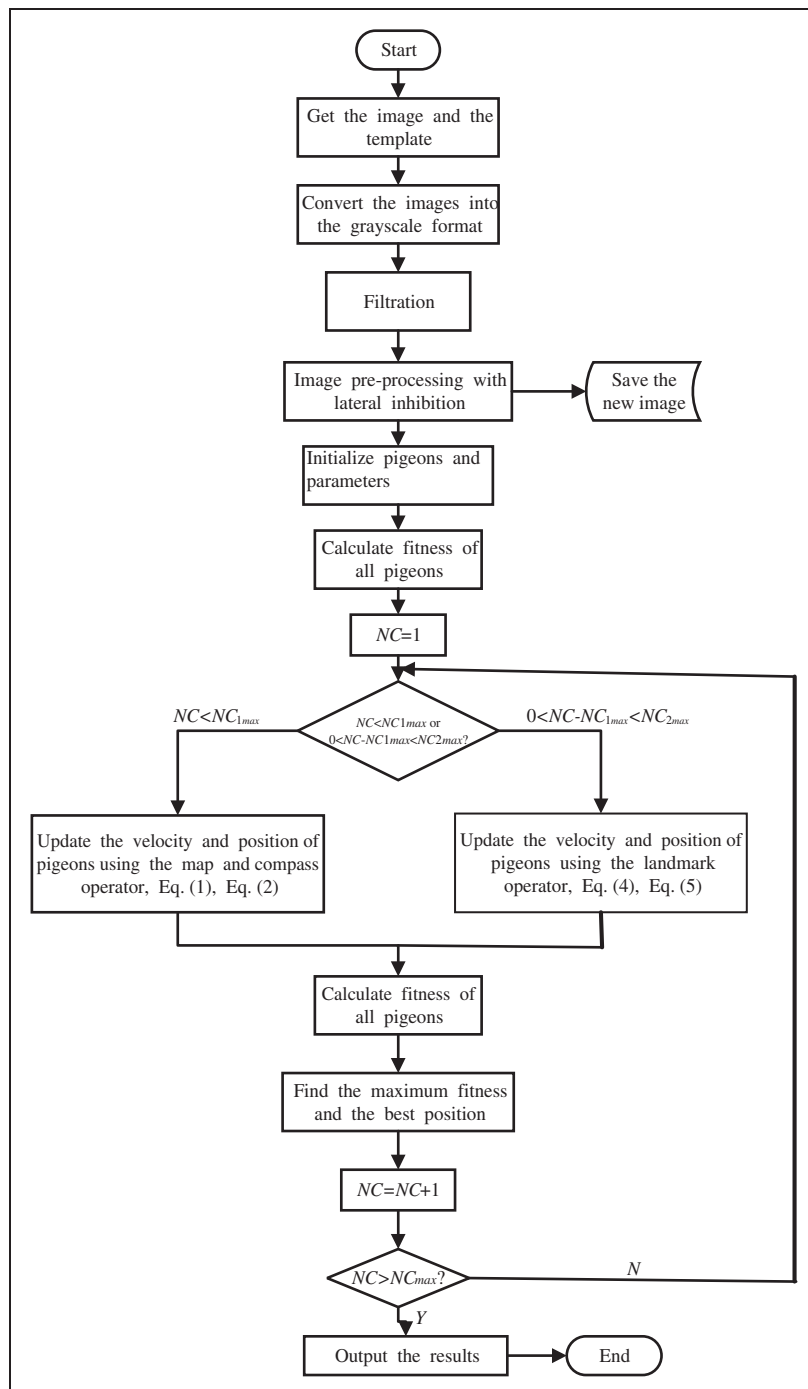 Start
Get the image and the
template
Convert the images into
the grayscale format
Filtration
Image pre-processing with
lateral inhibition
Save the
new image
Initialize pigeons and
parameters
Calculate fitness of
all pigeons
NC=1
NC<NC1max
NC<NC1max or
0<NC-NC1max<NC2max?
0<NC-NC1max<NC2max
Update the velocity and position of
pigeons using the map and compass
operator, Eq. (1), Eq. (2)
Update the velocity and position of
pigeons using the landmark
operator, Eq. (4), Eq. (5)
Calculate fitness of
all pigeons
Find the maximum fitness
and the best position
NC=NC+1
NC>NCmax?
N
Y
Output the results
End